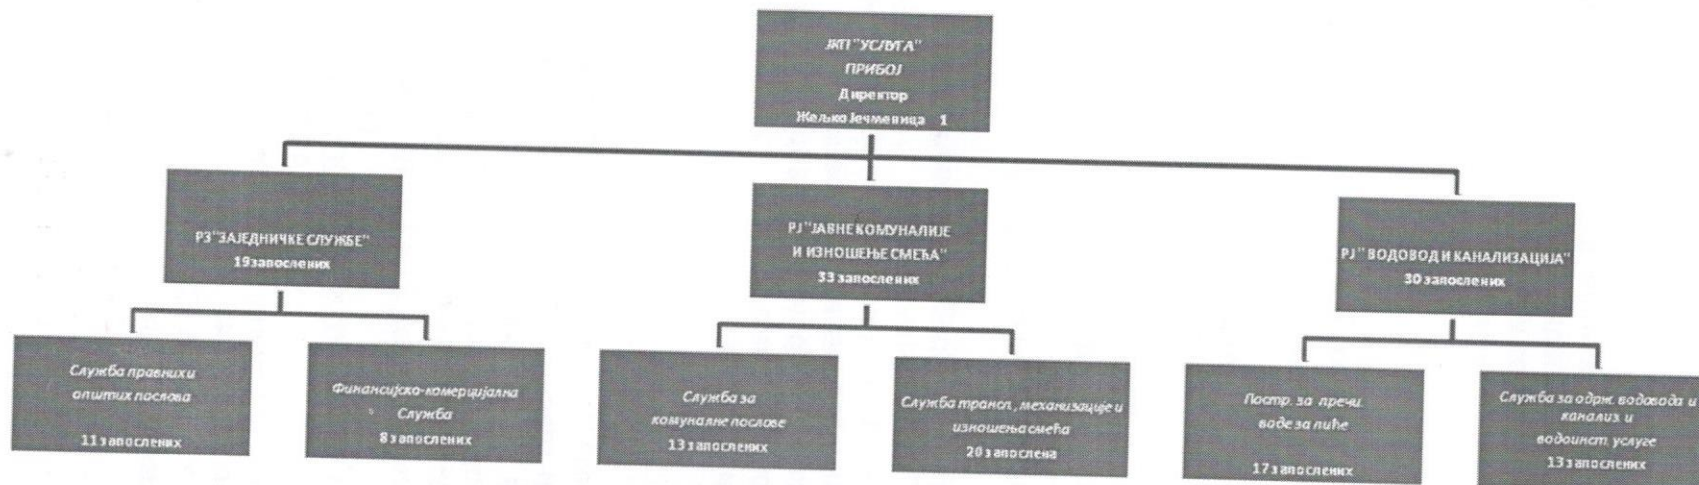 ЈКП "УСЛУГА"
ПРИБОЈ
Директор
Жељко Јечменица 1
РЗ "ЗАЈЕДНИЧКЕ СЛУЖБЕ"
19 запослених
РЈ "ЈАВНЕ КОМУНАЛИЈЕ
И ИЗНОШЕЊЕ СМЕЋА"
33 запослених
РЈ " ВОДОВОД И КАНАЛИЗАЦИЈА"
30 запослених
Служба правних и
општих послова
11 запослених
Финансијско-комерцијална
Служба
8 запослених
Служба за
комуналне послове
13 запослених
Служба трансп., механизације и
изношења смећа
20 запослена
Постр. за пречи.
воде за пиће
17 запослених
Служба за одрж. водовода и
канализ. и
водоинст. услуге
13 запослених